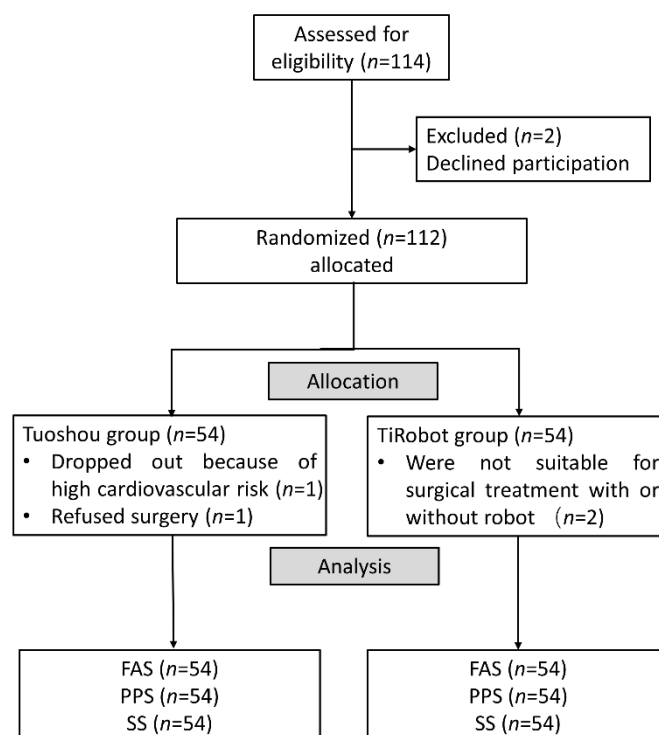 Assessed for
eligibility (n=114)
Excluded (n=2)
Declined participation
Randomized (n=112)
allocated
Allocation
Tuoshou group (n=54)
• Dropped out because of
high cardiovascular risk (n=1)
• Refused surgery (n=1)
TiRobot group (n=54)
• Were not suitable for
surgical treatment with or
without robot （n=2)
Analysis
FAS (n=54)
PPS (n=54)
SS (n=54)
FAS (n=54)
PPS (n=54)
SS (n=54)